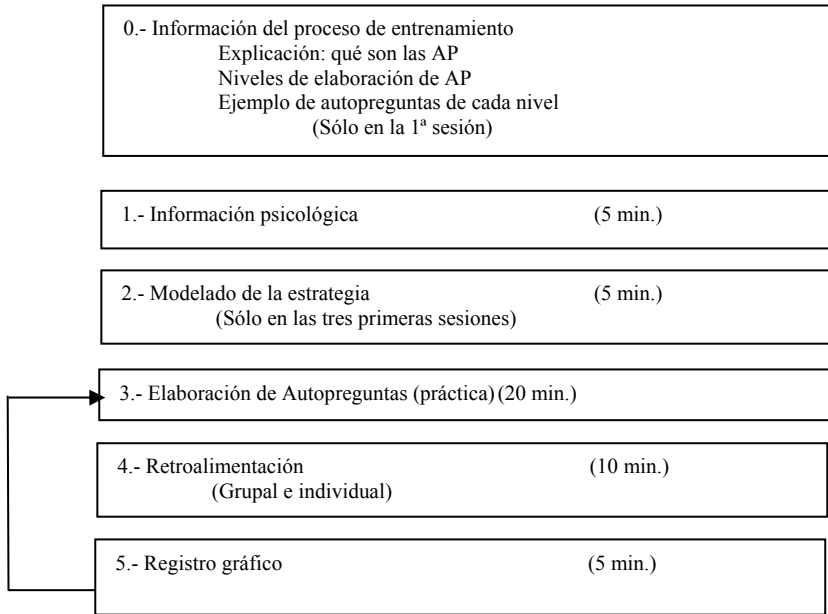 0.- Información del proceso de entrenamiento
Explicación: qué son las AP
Niveles de elaboración de AP
Ejemplo de autopreguntas de cada nivel
(Sólo en la 1ª sesión)
1.- Información psicológica (5 min.)
2.- Modelado de la estrategia (5 min.)
(Sólo en las tres primeras sesiones)
3.- Elaboración de Autopreguntas (práctica) (20 min.)
4.- Retroalimentación (10 min.)
(Grupal e individual)
5.- Registro gráfico (5 min.)